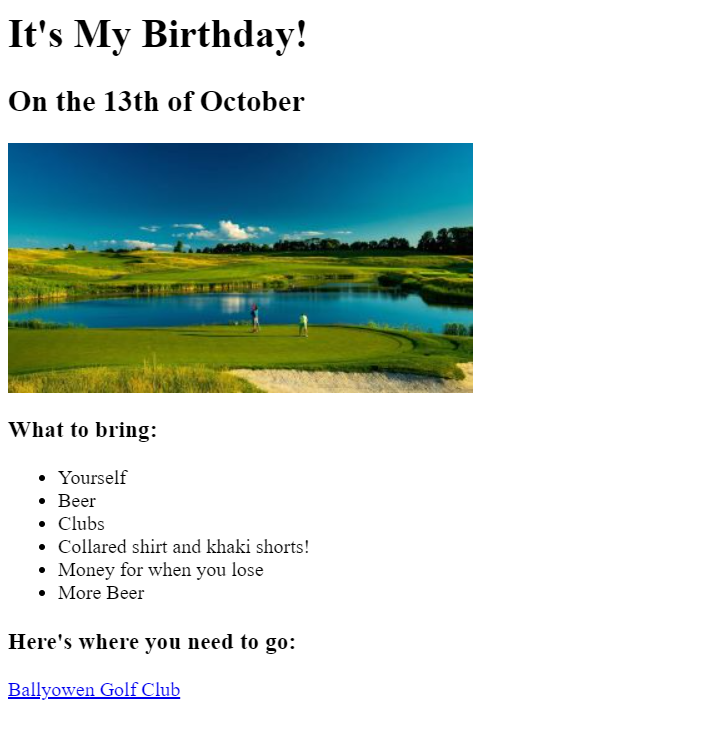 It's My Birthday!
On the 13th of October
What to bring:
Yourself
Beer
Clubs
Collared shirt and khaki shorts!
Money for when you lose
More Beer
Here's where you need to go:
Ballyowen Golf Club